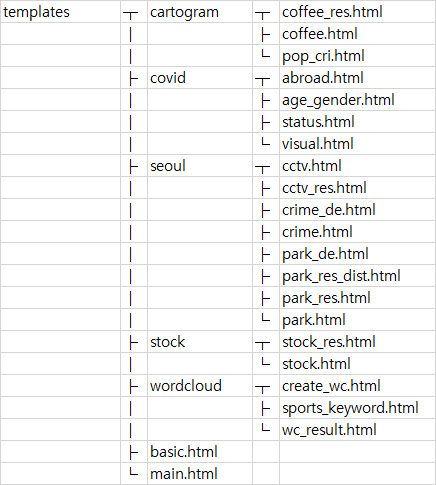 templates ┬ cartogram ┬ coffee_res.html
│ ├ coffee.html
│ └ pop_cri.html
├ covid ┬ abroad.html
│ ├ age_gender.html
│ ├ status.html
│ └ visual.html
├ seoul ┬ cctv.html
│ ├ cctv_res.html
│ ├ crime_de.html
│ ├ crime.html
│ ├ park_de.html
│ ├ park_res_dist.html
│ ├ park_res.html
│ └ park.html
├ stock ┬ stock_res.html
│ └ stock.html
├ wordcloud ┬ create_wc.html
│ ├ sports_keyword.html
│ └ wc_result.html
├ basic.html
└ main.html